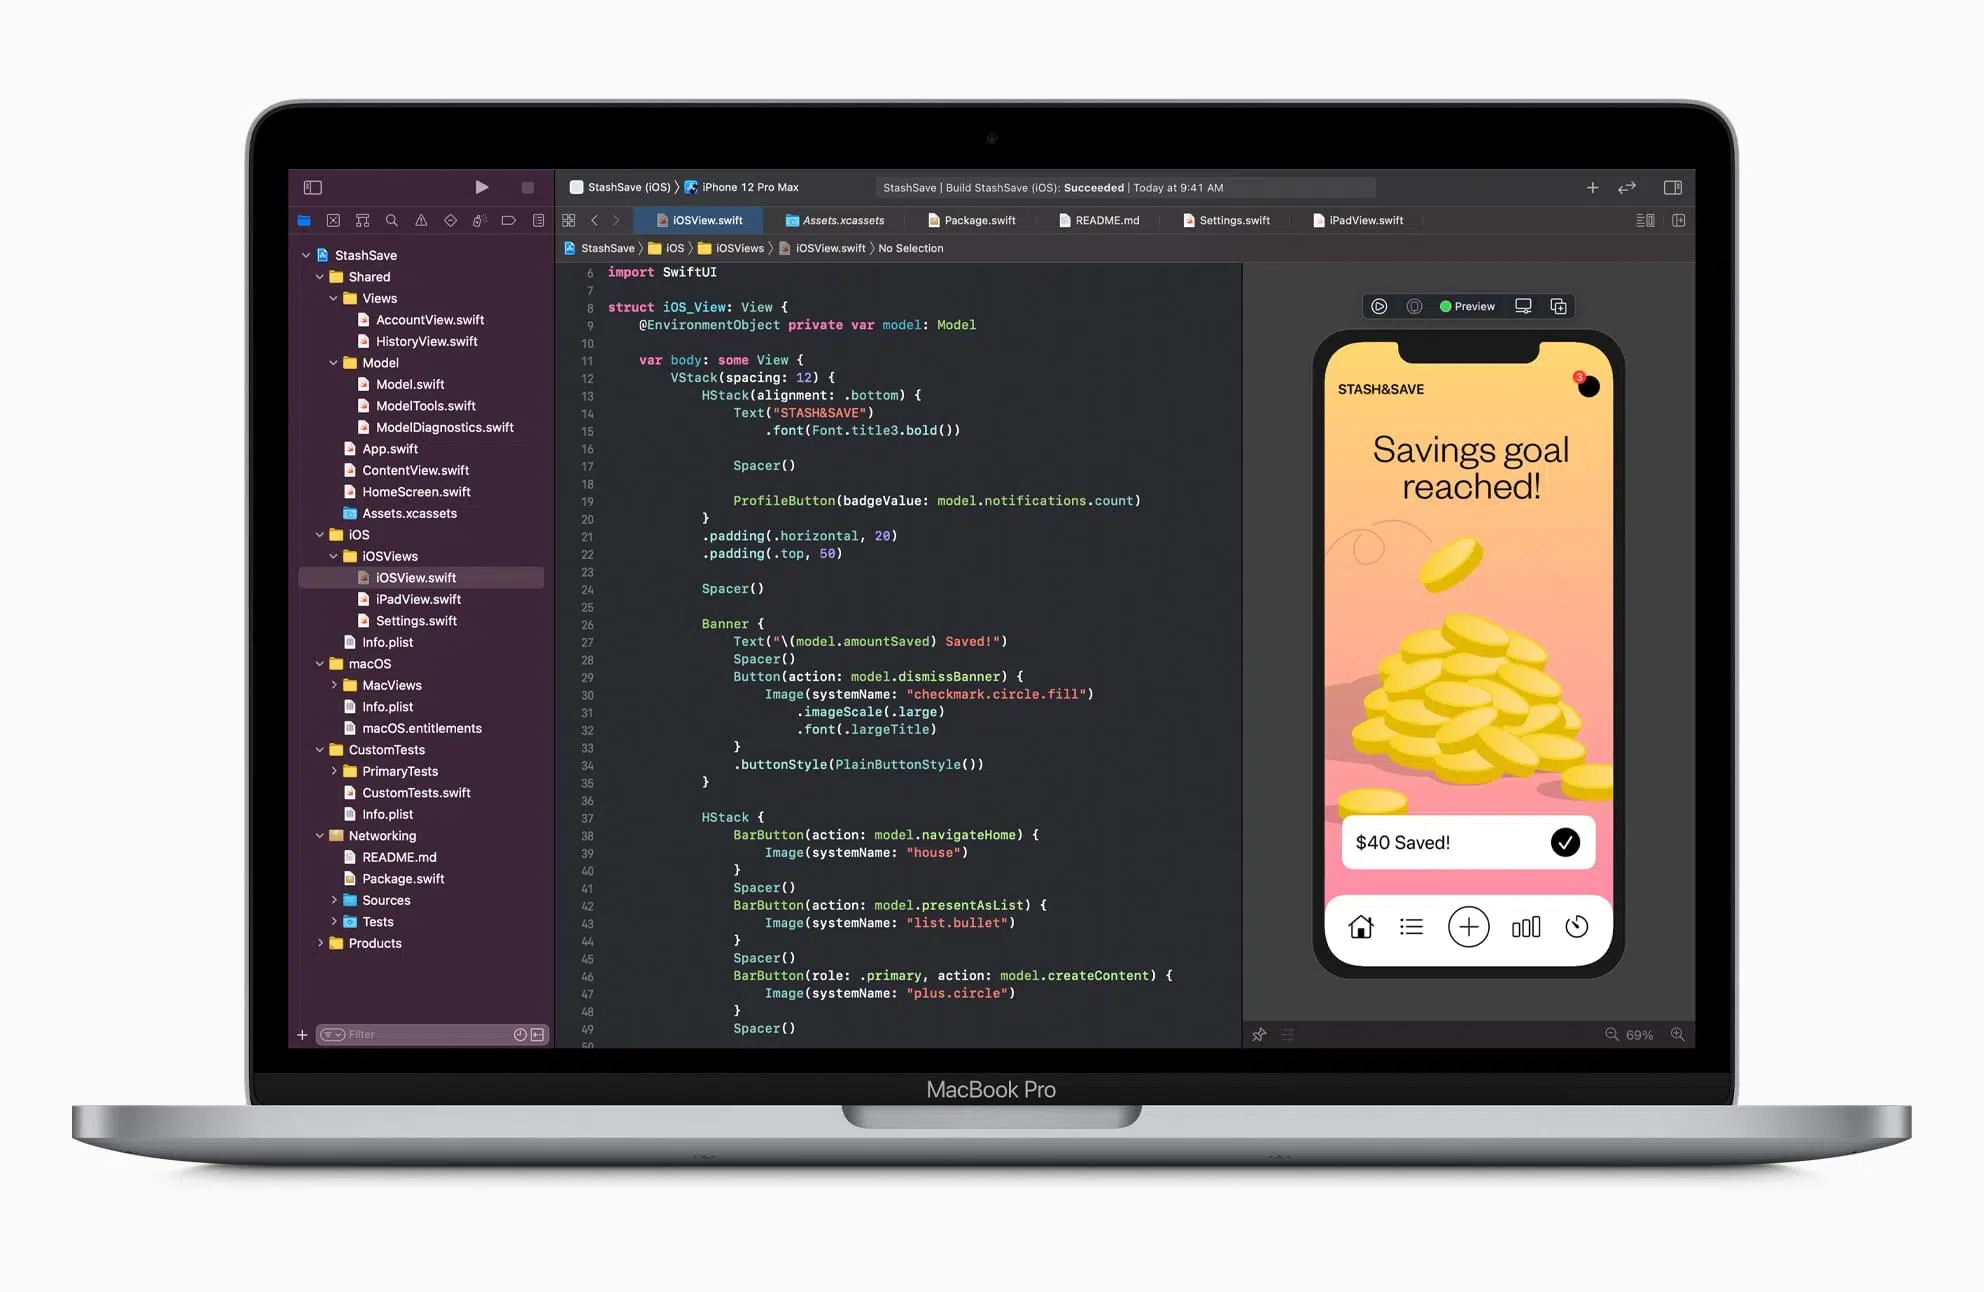 StashSave (iOS) 〉 iPhone 12 Pro Max
StashSave | Build StashSave (iOS): Succeeded | Today at 9:41 AM
iOSView.swift
Assets.xcassets
Package.swift
README.md
Settings.swift
iPadView.swift
StashSave 〉 iOS 〉 iOSViews 〉 iOSView.swift 〉 No Selection
StashSave
Shared
Views
AccountView.swift
HistoryView.swift
Model
Model.swift
ModelTools.swift
ModelDiagnostics.swift
App.swift
ContentView.swift
HomeScreen.swift
Assets.xcassets
iOS
iOSViews
iOSView.swift
iPadView.swift
Settings.swift
Info.plist
macOS
MacViews
Info.plist
macOS.entitlements
CustomTests
PrimaryTests
CustomTests.swift
Info.plist
Networking
README.md
Package.swift
Sources
Tests
Products
Filter
6 import SwiftUI
7
8 struct iOS_View: View {
9 @EnvironmentObject private var model: Model
10
11 var body: some View {
12 VStack(spacing: 12) {
13 HStack(alignment: .bottom) {
14 Text("STASH&SAVE")
15 .font(Font.title3.bold())
16
17 Spacer()
18
19 ProfileButton(badgeValue: model.notifications.count)
20 }
21 .padding(.horizontal, 20)
22 .padding(.top, 50)
23
24 Spacer()
25
26 Banner {
27 Text("\(model.amountSaved) Saved!")
28 Spacer()
29 Button(action: model.dismissBanner) {
30 Image(systemName: "checkmark.circle.fill")
31 .imageScale(.large)
32 .font(.largeTitle)
33 }
34 .buttonStyle(PlainButtonStyle())
35 }
36
37 HStack {
38 BarButton(action: model.navigateHome) {
39 Image(systemName: "house")
40 }
41 Spacer()
42 BarButton(action: model.presentAsList) {
43 Image(systemName: "list.bullet")
44 }
45 Spacer()
46 BarButton(role: .primary, action: model.createContent) {
47 Image(systemName: "plus.circle")
48 }
49 Spacer()
50
Preview
STASH&SAVE
3
Savings goal
reached!
$40 Saved!
69%
MacBook Pro